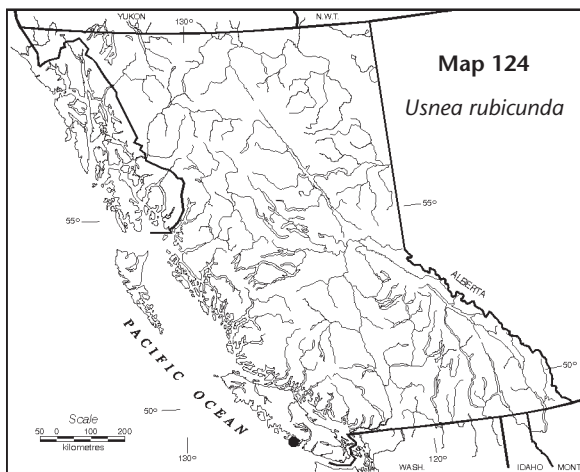 YUKON
130°
N.W.T.
Map 124
Usnea rubicunda
55°
55°
ALBERTA
PACIFIC OCEAN
50°
Scale
50 0 100 200
kilometres
50°
130°
120°
WASH.
IDAHO
MONT